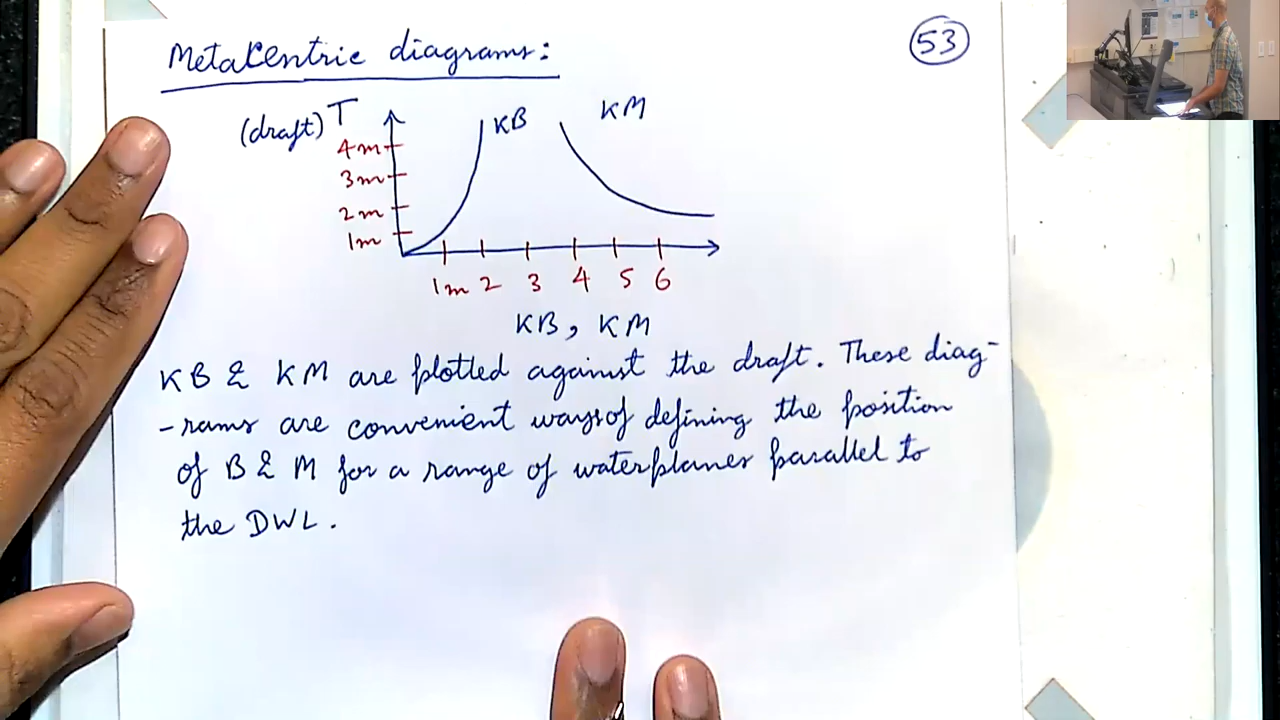 Metacentric diagrams:
53
(draft) T
KB
KM
4m
3m
2m
1m
1m 2 3 4 5 6
KB, KM
KB & KM are plotted against the draft. These diag-
-rams are convenient ways of defining the position
of B & M for a range of waterplanes parallel to
the DWL.